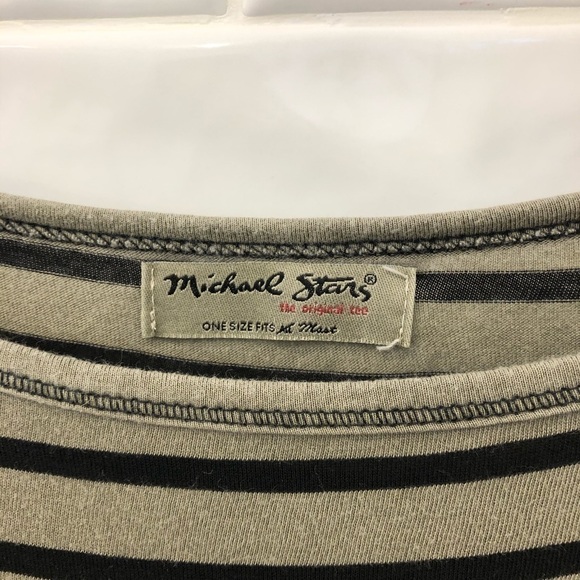 Michael Stars®
the original tee
ONE SIZE FITS Most